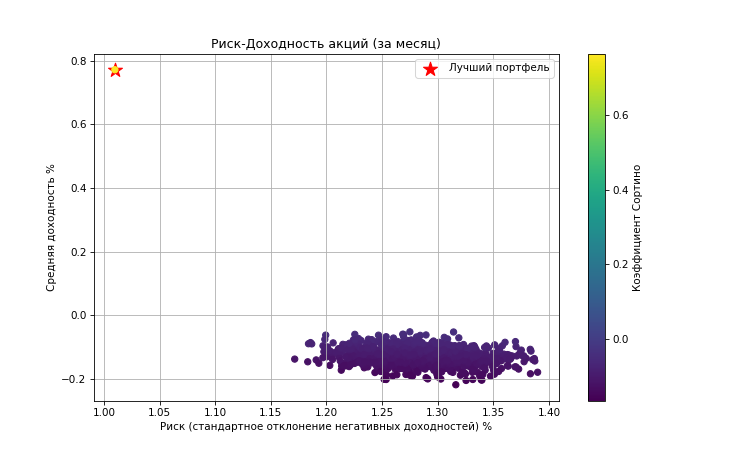 Риск-Доходность акций (за месяц)
Лучший портфель
Средняя доходность %
0.8
0.6
0.4
0.2
0.0
−0.2
1.00 1.05 1.10 1.15 1.20 1.25 1.30 1.35 1.40
Риск (стандартное отклонение негативных доходностей) %
0.6
0.4
0.2
0.0
Коэффициент Сортино